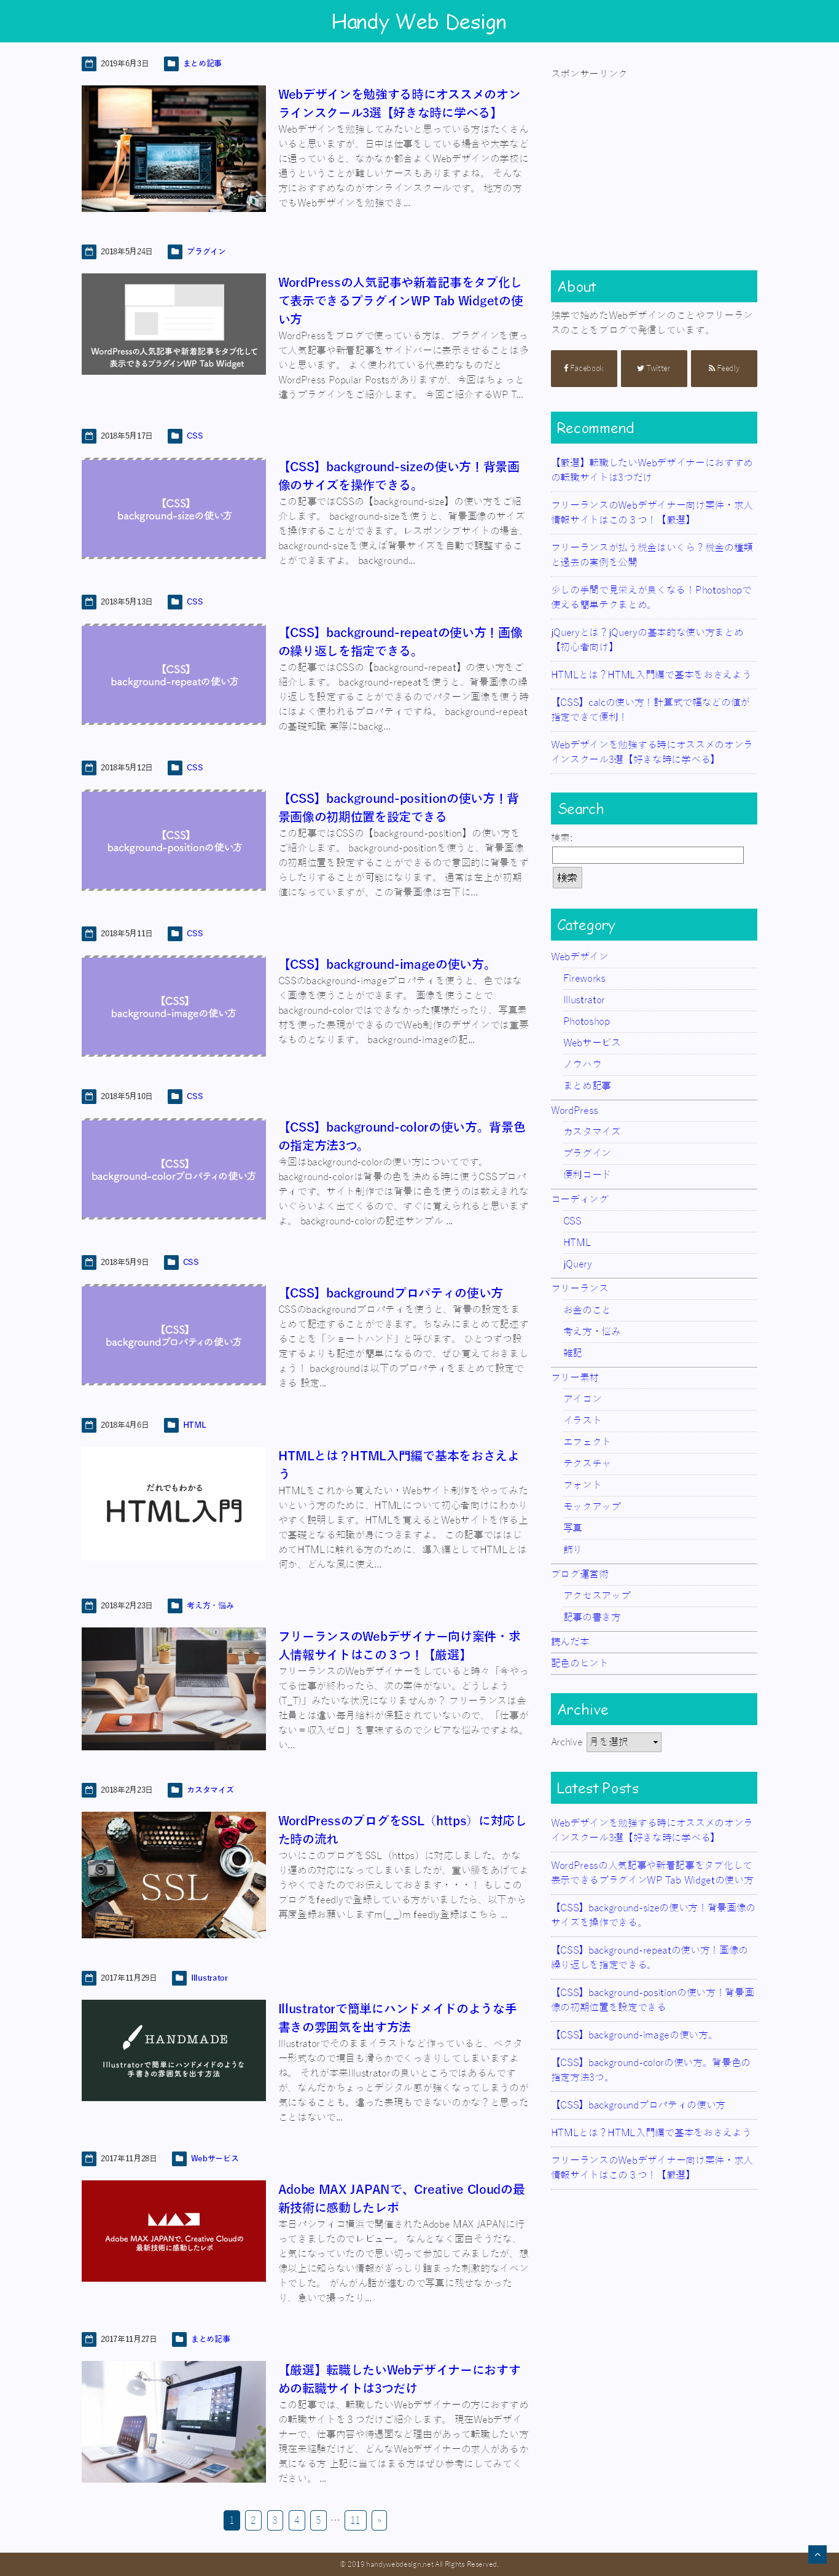 Handy Web Design
2019年6月3日 まとめ記事
Webデザインを勉強する時にオススメのオン
ラインスクール3選【好きな時に学べる】
Webデザインを勉強してみたいと思っている方はたくさん
いると思いますが、日中は仕事をしている場合や大学など
に通っていると、なかなか都合よくWebデザインの学校に
通うということが難しいケースもありますよね。 そんな
方におすすめなのがオンラインスクールです。 地方の方
でもWebデザインを勉強でき...
2018年5月24日 プラグイン
WordPressの人気記事や新着記事をタブ化して
表示できるプラグインWP Tab Widget
WordPressの人気記事や新着記事をタブ化し
て表示できるプラグインWP Tab Widgetの使
い方
WordPressをブログで使っている方は、プラグインを使っ
て人気記事や新着記事をサイドバーに表示させることは多
いと思います。 よく使われている代表的なものだと
WordPress Popular Postsがありますが、今回はちょっと
違うプラグインをご紹介します。 今回ご紹介するWP T...
2018年5月17日 CSS
【CSS】
background-sizeの使い方
【CSS】background-sizeの使い方！背景画
像のサイズを操作できる。
この記事ではCSSの【background-size】の使い方をご紹
介します。 background-sizeを使うと、背景画像のサイズ
を操作することができます。レスポンシブサイトの場合、
background-sizeを使えば背景サイズを自動で調整するこ
とができますよ。 background...
2018年5月13日 CSS
【CSS】
background-repeatの使い方
【CSS】background-repeatの使い方！画像
の繰り返しを指定できる。
この記事ではCSSの【background-repeat】の使い方をご
紹介します。 background-repeatを使うと、背景画像の繰
り返しを設定することができるのでパターン画像を使う時
にはよく使われるプロパティですね。 background-repeat
の基礎知識 実際にbackg...
2018年5月12日 CSS
【CSS】
background-positionの使い方
【CSS】background-positionの使い方！背
景画像の初期位置を設定できる
この記事ではCSSの【background-position】の使い方を
ご紹介します。 background-positionを使うと、背景画像
の初期位置を設定することができるので意図的に背景をず
らしたりすることが可能になります。 通常は左上が初期
値になっていますが、この背景画像は右下に...
2018年5月11日 CSS
【CSS】
background-imageの使い方
【CSS】background-imageの使い方。
CSSのbackground-imageプロパティを使うと、色ではな
く画像を使うことができます。 画像を使うことで
background-colorではできなかった模様だったり、写真素
材を使った表現ができるのでWeb制作のデザインでは重要
なものとなります。 background-imageの記...
2018年5月10日 CSS
【CSS】
background-colorプロパティの使い方
【CSS】background-colorの使い方。背景色
の指定方法3つ。
今回はbackground-colorの使い方についてです。
background-colorは背景の色を決める時に使うCSSプロパ
ティです。サイト制作では背景に色を使うのは数えきれな
いぐらいよく出てくるので、すぐに覚えられると思います
よ。 background-colorの記述サンプル ...
2018年5月9日 CSS
【CSS】
backgroundプロパティの使い方
【CSS】backgroundプロパティの使い方
CSSのbackgroundプロパティを使うと、背景の設定をま
とめて記述することができます。ちなみにまとめて記述す
ることを「ショートハンド」と呼びます。 ひとつずつ設
定するよりも記述が簡単になるので、ぜひ覚えておきまし
ょう！ backgroundは以下のプロパティをまとめて設定で
きる 設定...
2018年4月6日 HTML
だれでもわかる
HTML入門
HTMLとは？HTML入門編で基本をおさえよ
う
HTMLをこれから覚えたい・Webサイト制作をやってみた
いという方のために、HTMLについて初心者向けにわかり
やすく説明します。HTMLを覚えるとWebサイトを作る上
で基礎となる知識が身につきますよ。 この記事でははじ
めてHTMLに触れる方のために、導入編としてHTMLとは
何か、どんな風に使え...
2018年2月23日 考え方・悩み
フリーランスのWebデザイナー向け案件・求
人情報サイトはこの３つ！【厳選】
フリーランスのWebデザイナーをしていると時々「今やっ
てる仕事が終わったら、次の案件がない。どうしよう
(T_T)」みたいな状況になりませんか？ フリーランスは会
社員とは違い毎月給料が保証されていないので、「仕事が
ない＝収入ゼロ」を意味するのでシビアな悩みですよね。
い...
2018年2月23日 カスタマイズ
SSL
WordPressのブログをSSL（https）に対応し
た時の流れ
ついにこのブログをSSL（https）に対応しました。かな
り遅めの対応になってしまいましたが、重い腰をあげてよ
うやくできたのでお伝えしておきます・・・！ もしこの
ブログをfeedlyで登録している方がいましたら、以下から
再度登録お願いしますm(_ _)m feedly登録はこちら ...
2017年11月29日 Illustrator
HANDMADE
Illustratorで簡単にハンドメイドのような
手書きの雰囲気を出す方法
Illustratorで簡単にハンドメイドのような手
書きの雰囲気を出す方法
Illustratorでそのままイラストなど作っていると、ベクタ
ー形式なので境目も滑らかでくっきりしてしまいますよ
ね。 それが本来Illustratorの良いところではあるんです
が、なんだかちょっとデジタル感が強くなってしまうのが
気になることも。違った表現もできないのかな？と思った
ことはないで...
2017年11月28日 Webサービス
MAX
Adobe MAX JAPANで、Creative Cloudの
最新技術に感動したレポ
Adobe MAX JAPANで、Creative Cloudの最
新技術に感動したレポ
本日パシフィコ横浜で開催されたAdobe MAX JAPANに行
ってきましたのでレビュー。 なんとなく面白そうだな、
と気になっていたので思い切って参加してみましたが、想
像以上に知らない情報がぎっしり詰まった刺激的なイベン
トでした。 がんがん話が進むので写真に残せなかった
り、急いで撮ったり...
2017年11月27日 まとめ記事
【厳選】転職したいWebデザイナーにおすす
めの転職サイトは3つだけ
この記事では、転職したいWebデザイナーの方におすすめ
の転職サイトを３つだけご紹介します。 現在Webデザイ
ナーで、仕事内容や待遇面など理由があって転職したい方
現在未経験だけど、どんなWebデザイナーの求人があるか
気になる方 上記に当てはまる方はぜひ参考にしてみてく
ださい。 ...
1 2 3 4 5 … 11 »
スポンサーリンク
About
独学で始めたWebデザインのことやフリーラン
スのことをブログで発信しています。
Facebook Twitter Feedly
Recommend
【厳選】転職したいWebデザイナーにおすすめ
の転職サイトは3つだけ
フリーランスのWebデザイナー向け案件・求人
情報サイトはこの３つ！【厳選】
フリーランスが払う税金はいくら？税金の種類
と過去の実例を公開
少しの手間で見栄えが良くなる！Photoshopで
使える簡単テクまとめ。
jQueryとは？jQueryの基本的な使い方まとめ
【初心者向け】
HTMLとは？HTML入門編で基本をおさえよう
【CSS】calcの使い方！計算式で幅などの値が
指定できて便利！
Webデザインを勉強する時にオススメのオンラ
インスクール3選【好きな時に学べる】
Search
検索:
検索
Category
Webデザイン
Fireworks
Illustrator
Photoshop
Webサービス
ノウハウ
まとめ記事
WordPress
カスタマイズ
プラグイン
便利コード
コーディング
CSS
HTML
jQuery
フリーランス
お金のこと
考え方・悩み
雑記
フリー素材
アイコン
イラスト
エフェクト
テクスチャ
フォント
モックアップ
写真
飾り
ブログ運営術
アクセスアップ
記事の書き方
読んだ本
配色のヒント
Archive
Archive 月を選択
Latest Posts
Webデザインを勉強する時にオススメのオンラ
インスクール3選【好きな時に学べる】
WordPressの人気記事や新着記事をタブ化して
表示できるプラグインWP Tab Widgetの使い方
【CSS】background-sizeの使い方！背景画像の
サイズを操作できる。
【CSS】background-repeatの使い方！画像の
繰り返しを指定できる。
【CSS】background-positionの使い方！背景画
像の初期位置を設定できる
【CSS】background-imageの使い方。
【CSS】background-colorの使い方。背景色の
指定方法3つ。
【CSS】backgroundプロパティの使い方
HTMLとは？HTML入門編で基本をおさえよう
フリーランスのWebデザイナー向け案件・求人
情報サイトはこの３つ！【厳選】
© 2019 handywebdesign.net All Rights Reserved.